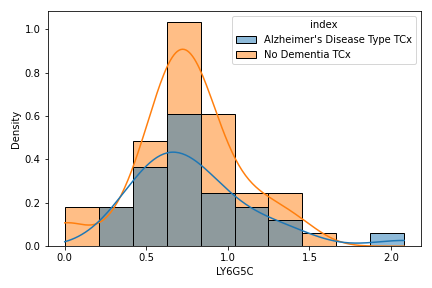 index
Alzheimer's Disease Type TCx
No Dementia TCx
1.0
0.8
0.6
0.4
0.2
0.0
Density
0.0 0.5 1.0 1.5 2.0
LY6G5C